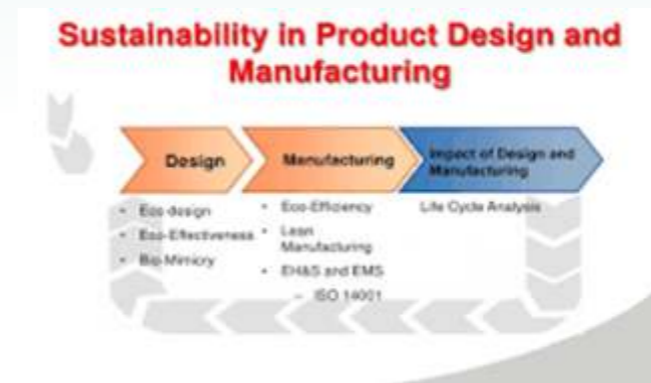 Sustainability in Product Design and
Manufacturing
Design
Manufacturing
Impact of Design and
Manufacturing
• Eco-design
• Eco-Effectiveness
• Bio-Mimicry
• Eco-Efficiency
• Lean
Manufacturing
• EH&S and EMS
– ISO 14001
Life Cycle Analysis